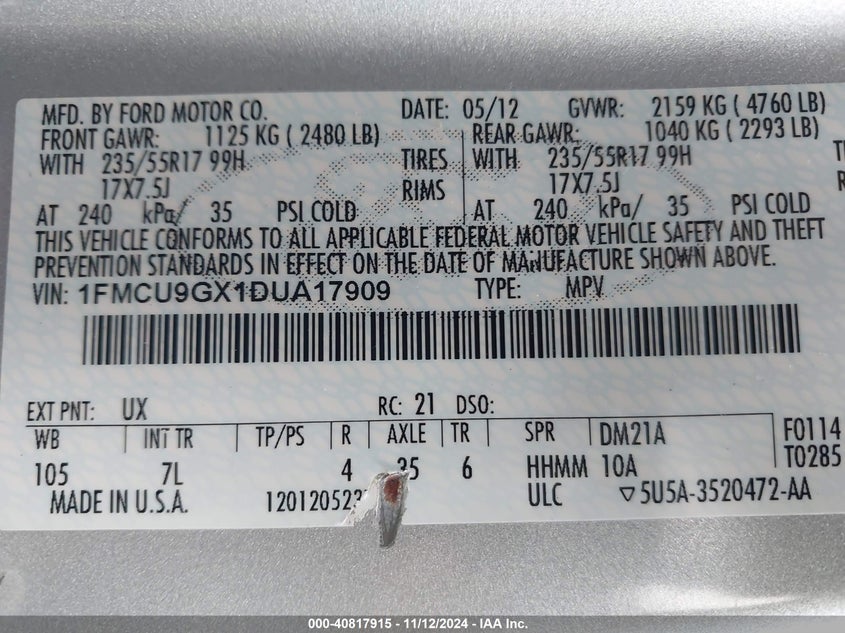 MFD. BY FORD MOTOR CO. DATE: 05/12 GVWR: 2159 KG ( 4760 LB)
FRONT GAWR: 1125 KG ( 2480 LB) REAR GAWR: 1040 KG ( 2293 LB)
WITH 235/55R17 99H TIRES WITH 235/55R17 99H
17X7.5J RIMS 17X7.5J
AT 240 kPa/ 35 PSI COLD AT 240 kPa/ 35 PSI COLD
THIS VEHICLE CONFORMS TO ALL APPLICABLE FEDERAL MOTOR VEHICLE SAFETY AND THEFT
PREVENTION STANDARDS IN EFFECT ON THE DATE OF MANUFACTURE SHOWN ABOVE.
VIN: 1FMCU9GX1DUA17909 TYPE: MPV
EXT PNT: UX RC: 21 DSO:
WB INT TR TP/PS R AXLE TR SPR DM21A F0114
105 7L 4 35 6 HHMM 10A T0285
MADE IN U.S.A. ULC ▽5U5A-3520472-AA
000-40817915 - 11/12/2024 - IAA Inc.